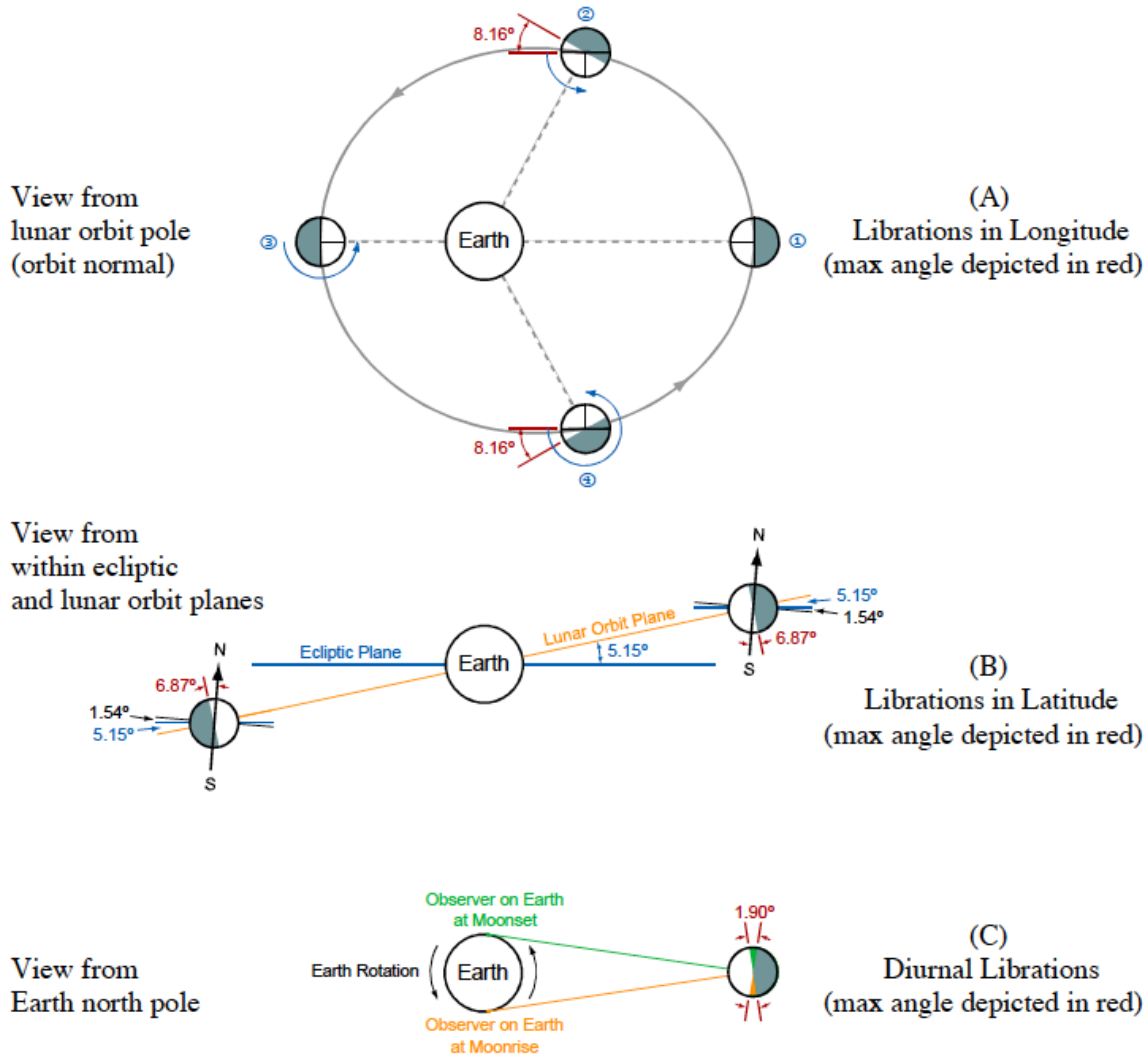 ②
8.16º
View from
lunar orbit pole
(orbit normal)
③
Earth
①
(A)
Librations in Longitude
(max angle depicted in red)
8.16º
④
View from
within ecliptic
and lunar orbit planes
N
5.15º
1.54º
Lunar Orbit Plane
6.87º
S
Ecliptic Plane
Earth
5.15º
N
6.87º
1.54º
5.15º
S
(B)
Librations in Latitude
(max angle depicted in red)
Observer on Earth
at Moonset
1.90º
View from
Earth north pole
Earth Rotation
Earth
(C)
Diurnal Librations
(max angle depicted in red)
Observer on Earth
at Moonrise